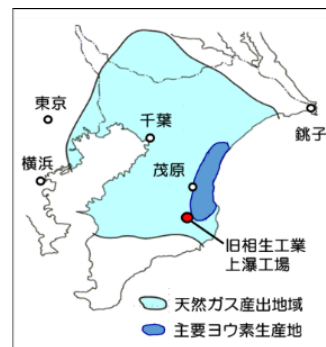 東京
千葉
銚子
横浜
茂原
旧相生工業
上瀑工場
天然ガス産出地域
主要ヨウ素生産地